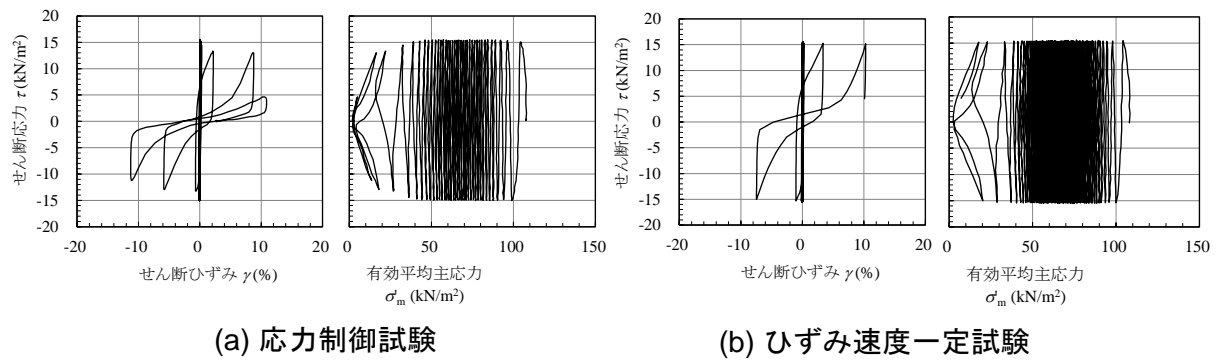 20
15
10
5
0
-5
-10
-15
-20
せん断応力 τ (kN/m²)
-20 -10 0 10 20
せん断ひずみ γ (%)
0 50 100 150
有効平均主応力
σ'm (kN/m²)
(a) 応力制御試験
20
15
10
5
0
-5
-10
-15
-20
せん断応力 τ (kN/m²)
-20 -10 0 10 20
せん断ひずみ γ (%)
0 50 100 150
有効平均主応力
σ'm (kN/m²)
(b) ひずみ速度一定試験